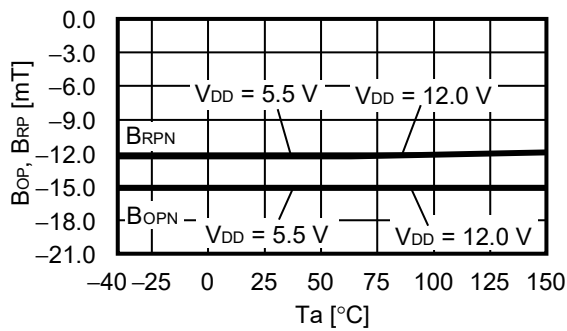 0.0
−3.0
−6.0
VDD = 5.5 V VDD = 12.0 V
−9.0
BOP, BRP [mT]
BRPN
−12.0
−15.0
BOPN
−18.0
VDD = 5.5 V VDD = 12.0 V
−21.0
−40 −25 0 25 50 75 100 125 150
Ta [°C]